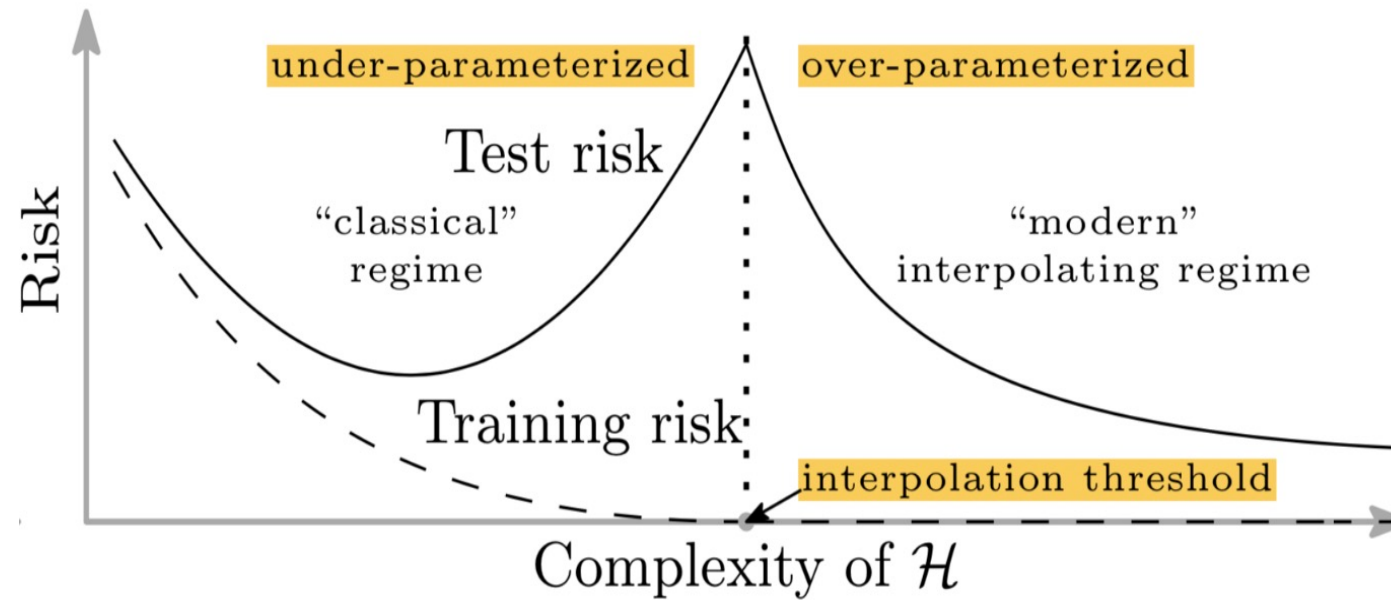 under-parameterized
over-parameterized
Test risk
“classical”
regime
“modern”
interpolating regime
Risk
Training risk
interpolation threshold
Complexity of ℋ